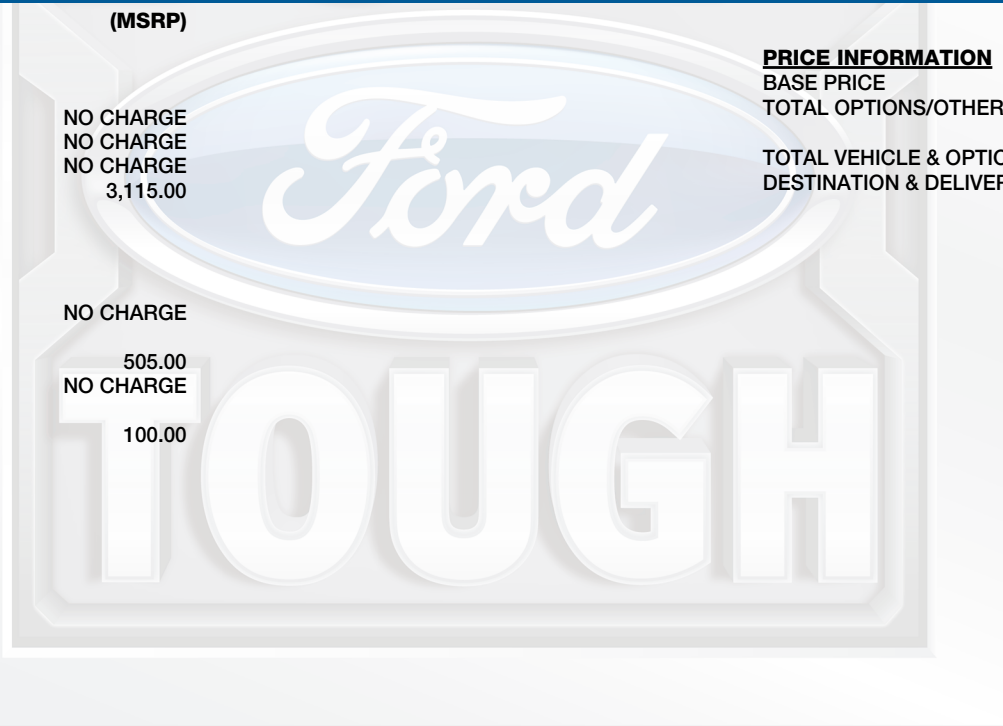 (MSRP)
NO CHARGE
NO CHARGE
NO CHARGE
3,115.00
NO CHARGE
505.00
NO CHARGE
100.00
PRICE INFORMATION
BASE PRICE
TOTAL OPTIONS/OTHER
TOTAL VEHICLE & OPTIO
DESTINATION & DELIVER
Ford
TOUGH